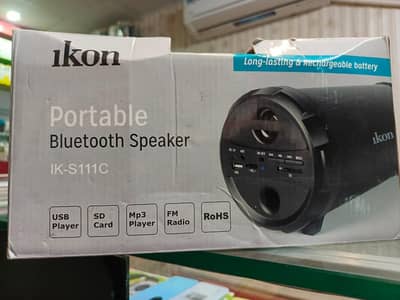 ikon
Long-lasting & Rechargeable battery
Portable
Bluetooth Speaker
IK-S111C
ikon
USB Player
SD Card
Mp3 Player
FM Radio
RoHS